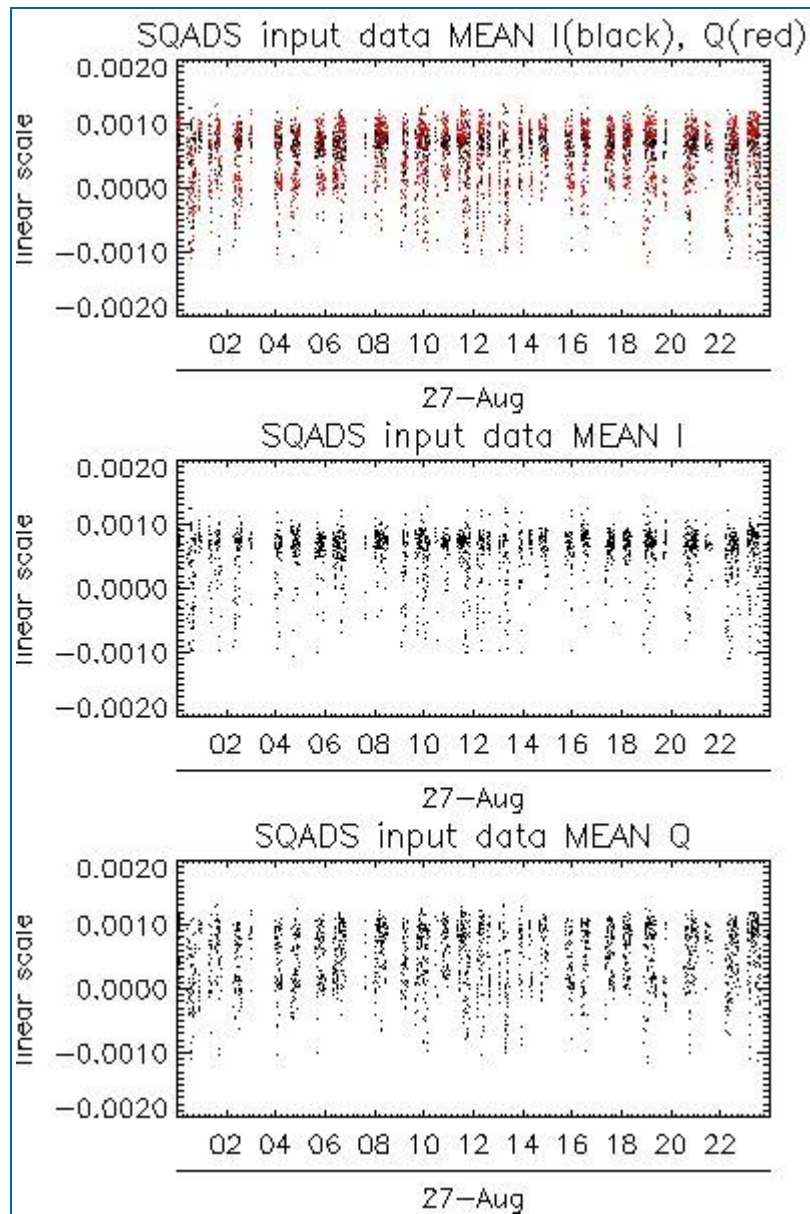 SQADS input data MEAN I(black), Q(red)
linear scale
0.0020
0.0010
0.0000
−0.0010
−0.0020
02 04 06 08 10 12 14 16 18 20 22
27−Aug
SQADS input data MEAN I
linear scale
0.0020
0.0010
0.0000
−0.0010
−0.0020
02 04 06 08 10 12 14 16 18 20 22
27−Aug
SQADS input data MEAN Q
linear scale
0.0020
0.0010
0.0000
−0.0010
−0.0020
02 04 06 08 10 12 14 16 18 20 22
27−Aug